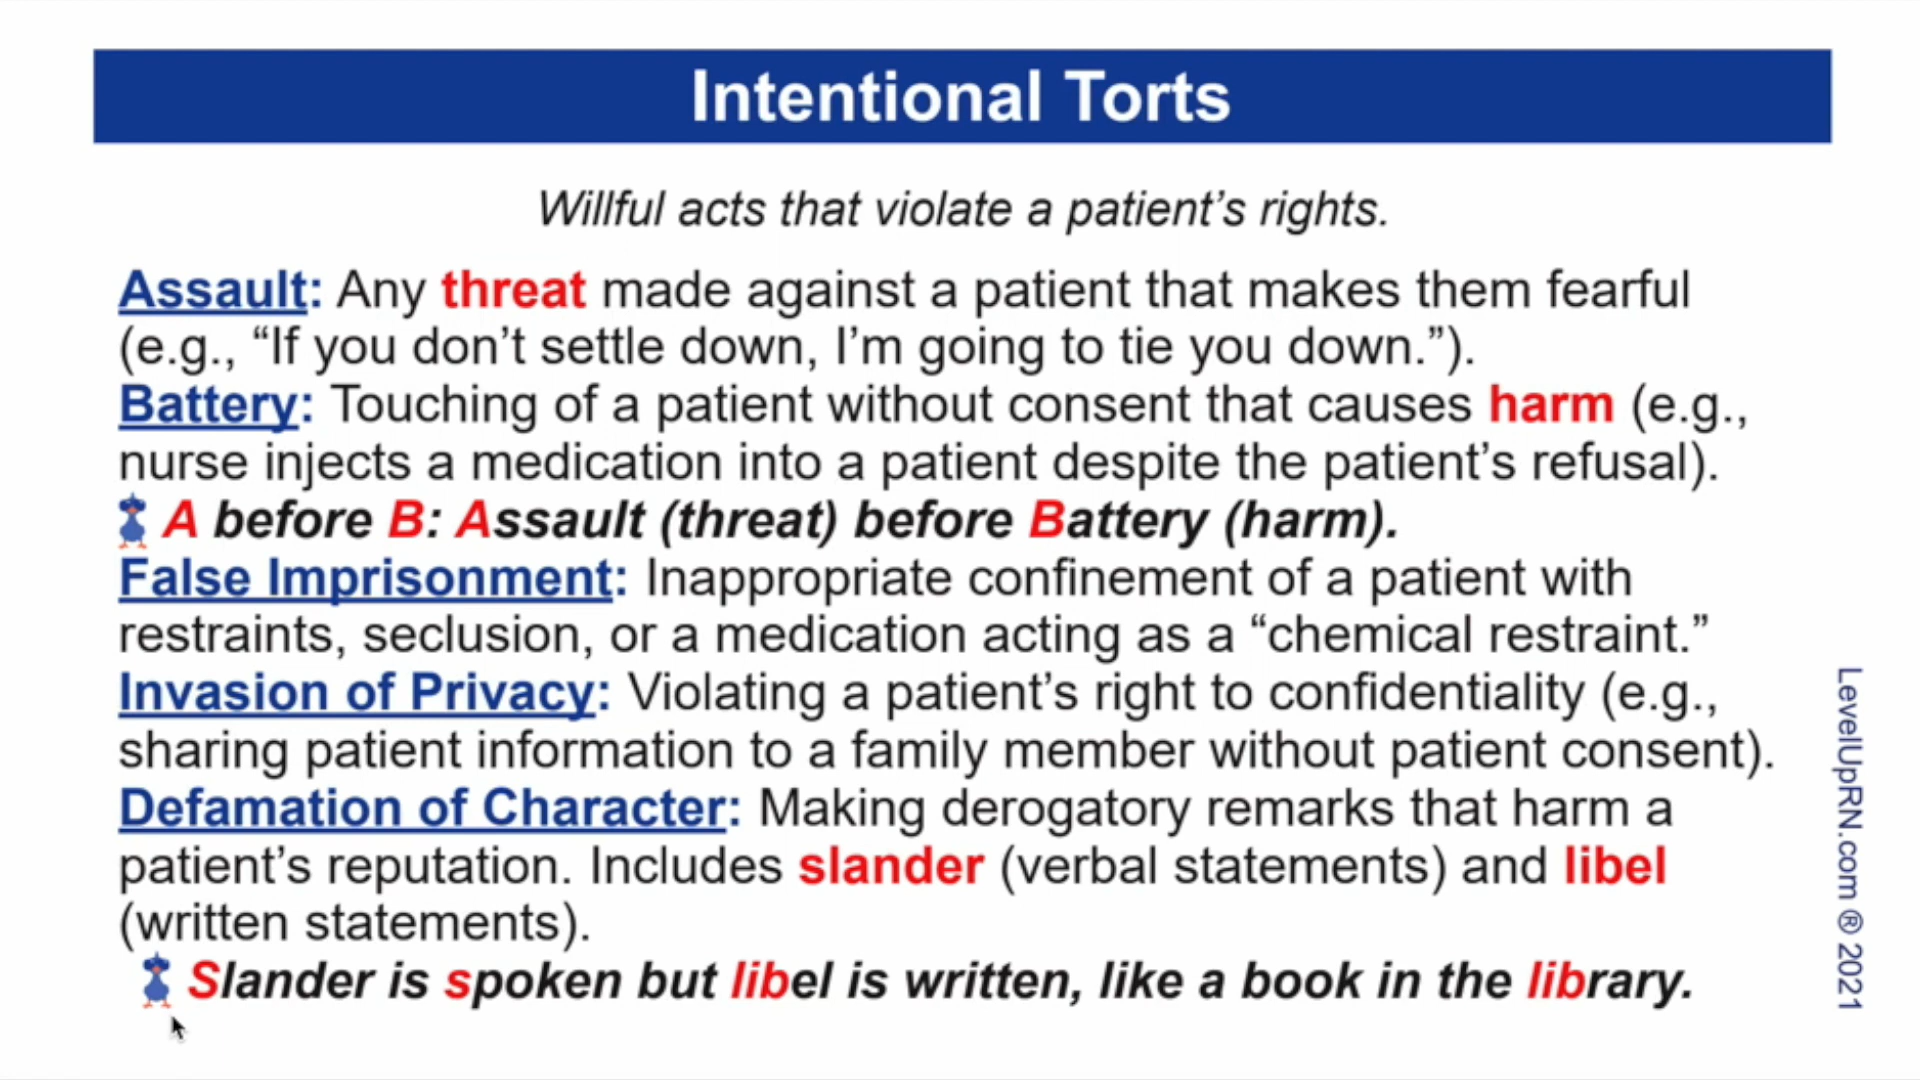 Intentional Torts
Willful acts that violate a patient’s rights.
Assault: Any threat made against a patient that makes them fearful
(e.g., “If you don’t settle down, I’m going to tie you down.”).
Battery: Touching of a patient without consent that causes harm (e.g.,
nurse injects a medication into a patient despite the patient’s refusal).
A before B: Assault (threat) before Battery (harm).
False Imprisonment: Inappropriate confinement of a patient with
restraints, seclusion, or a medication acting as a “chemical restraint.”
Invasion of Privacy: Violating a patient’s right to confidentiality (e.g.,
sharing patient information to a family member without patient consent).
Defamation of Character: Making derogatory remarks that harm a
patient’s reputation. Includes slander (verbal statements) and libel
(written statements).
Slander is spoken but libel is written, like a book in the library.
LevelUpRN.com ® 2021